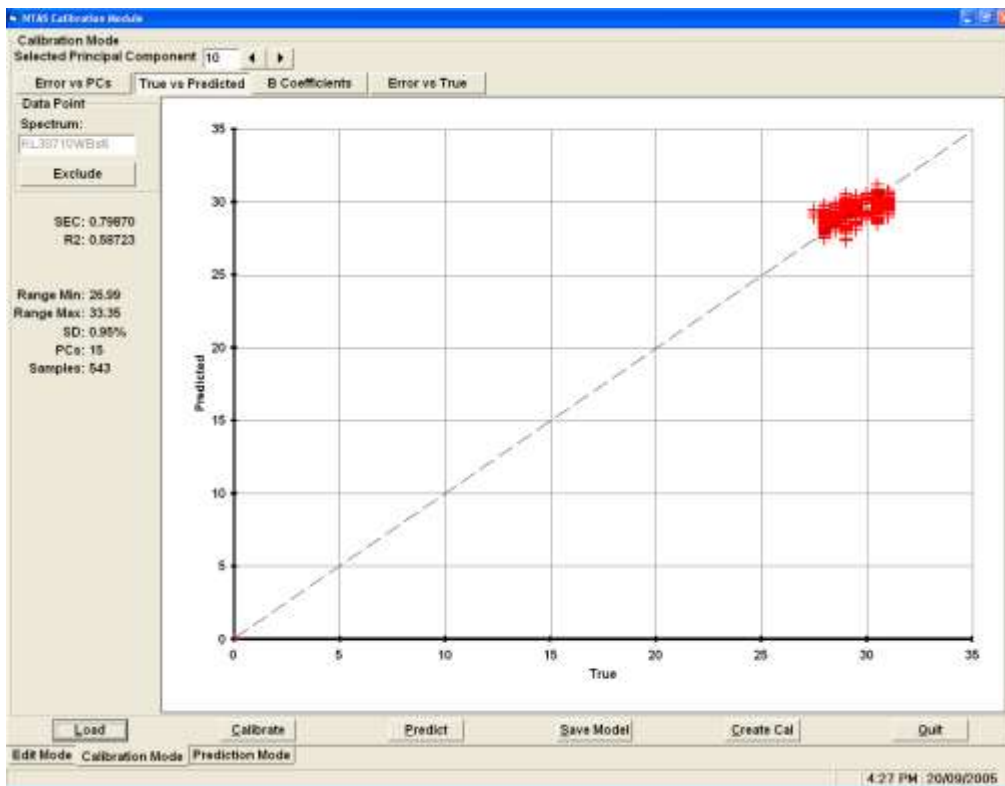 NTAS Calibration Module
Calibration Mode
Selected Principal Component 10
Error vs PCs True vs Predicted B Coefficients Error vs True
Data Point
Spectrum:
Exclude
SEC: 0.79870
R2: 0.58723
Range Min: 26.99
Range Max: 33.35
SD: 0.95%
PCs: 15
Samples: 543
35
30
25
20
15
10
5
0
Predicted
0 5 10 15 20 25 30 35
True
Load Calibrate Predict Save Model Create Cal Quit
Edit Mode Calibration Mode Prediction Mode
4:27 PM 20/09/2005